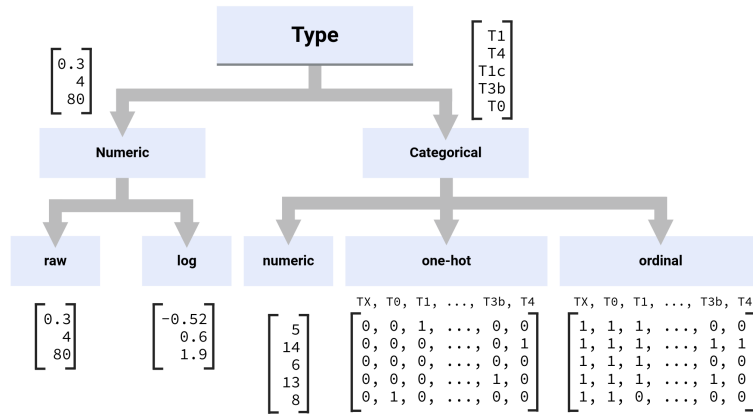 Type
0.3
4
80
T1
T4
T1c
T3b
T0
Numeric
Categorical
raw
log
numeric
one-hot
ordinal
0.3
4
80
−0.52
0.6
1.9
5
14
6
13
8
TX, T0, T1, ..., T3b, T4
0, 0, 1, ..., 0, 0
0, 0, 0, ..., 0, 1
0, 0, 0, ..., 0, 0
0, 0, 0, ..., 1, 0
0, 1, 0, ..., 0, 0
TX, T0, T1, ..., T3b, T4
1, 1, 1, ..., 0, 0
1, 1, 1, ..., 1, 1
1, 1, 1, ..., 0, 0
1, 1, 1, ..., 1, 0
1, 1, 0, ..., 0, 0